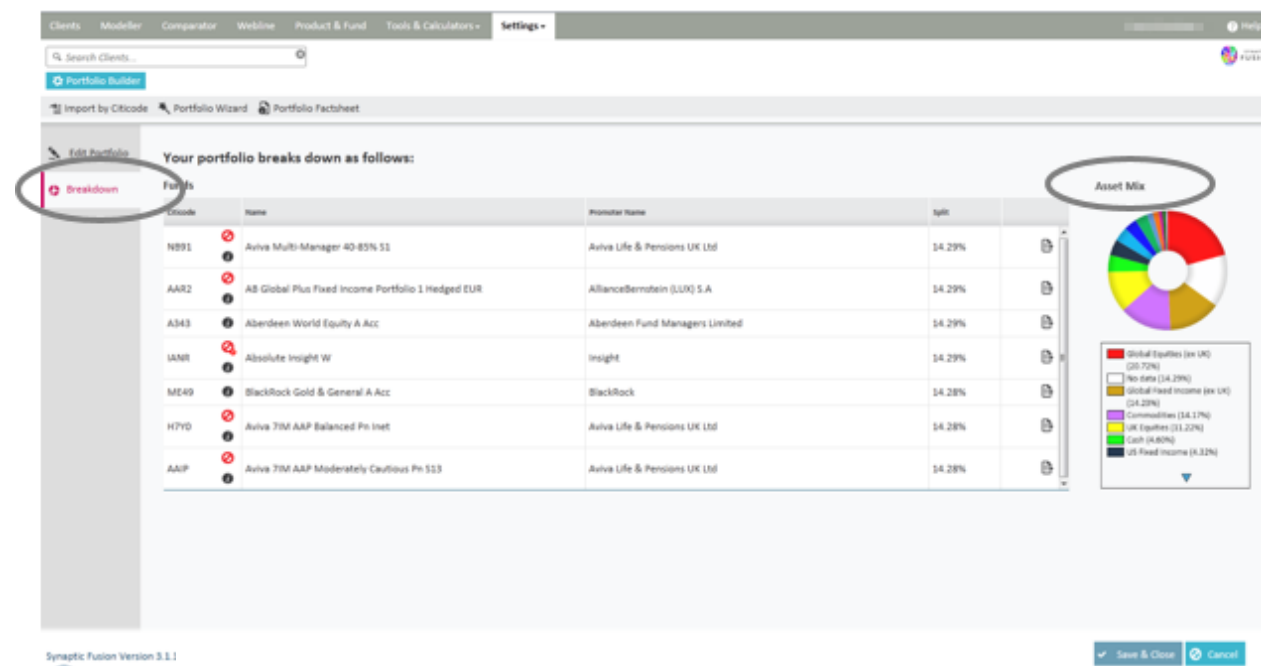 Clients Modeller Comparator Webline Product & Fund Tools & Calculators Settings Help
Search Clients...
Portfolio Builder
Import by Citicode Portfolio Wizard Portfolio Factsheet
Edit Portfolio
Breakdown
Your portfolio breaks down as follows:
Funds
Citicode Name Promoter Name Split
NB91 Aviva Multi-Manager 40-85% S1 Aviva Life & Pensions UK Ltd 14.29%
AAR2 AB Global Plus Fixed Income Portfolio 1 Hedged EUR AllianceBernstein (LUX) S.A 14.29%
A343 Aberdeen World Equity A Acc Aberdeen Fund Managers Limited 14.29%
IANR Absolute Insight W Insight 14.29%
ME49 BlackRock Gold & General A Acc BlackRock 14.28%
H7Y0 Aviva 7IM AAP Balanced Pn Inet Aviva Life & Pensions UK Ltd 14.28%
AAIP Aviva 7IM AAP Moderately Cautious Pn S13 Aviva Life & Pensions UK Ltd 14.28%
Asset Mix
Global Equities (ex UK)
(20.72%)
No data (14.29%)
Global Fixed Income (ex UK)
(14.20%)
Commodities (14.17%)
UK Equities (11.22%)
Cash (4.60%)
US Fixed Income (4.32%)
Synaptic Fusion Version 3.1.1
Save & Close Cancel